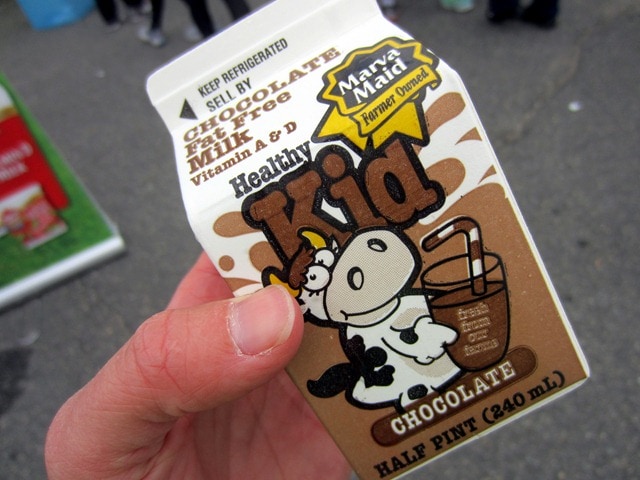 KEEP REFRIGERATED
SELL BY
CHOCOLATE
Fat Free
Milk
Vitamin A & D
Marva
Maid
Farmer Owned
Healthy
Kid
fresh
from
our
farms
CHOCOLATE
HALF PINT (240 mL)